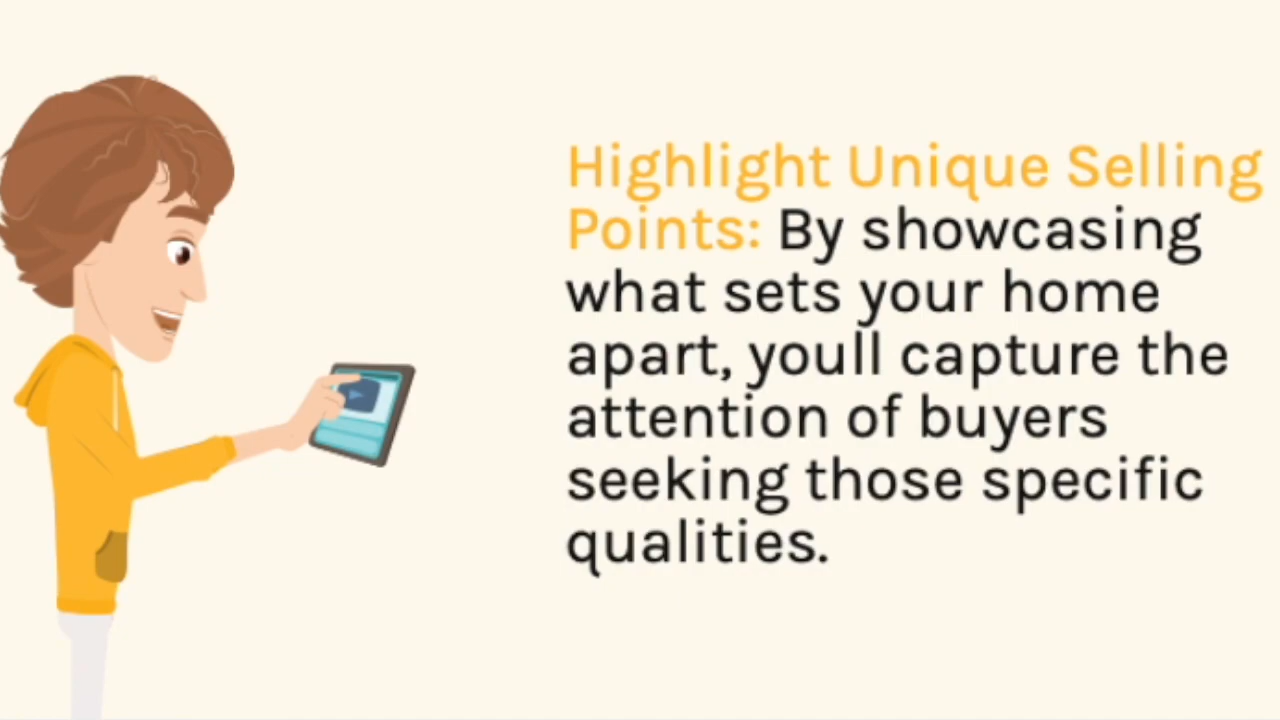 Highlight Unique Selling
Points: By showcasing
what sets your home
apart, youll capture the
attention of buyers
seeking those specific
qualities.